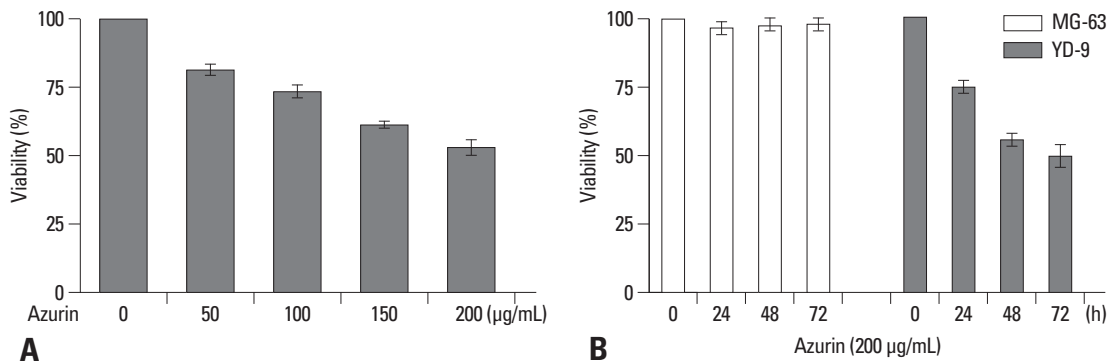 100
75
50
25
0
Viability (%)
Azurin 0 50 100 150 200 (μg/mL)
A
100
75
50
25
0
Viability (%)
MG-63
YD-9
0 24 48 72 0 24 48 72 (h)
Azurin (200 μg/mL)
B